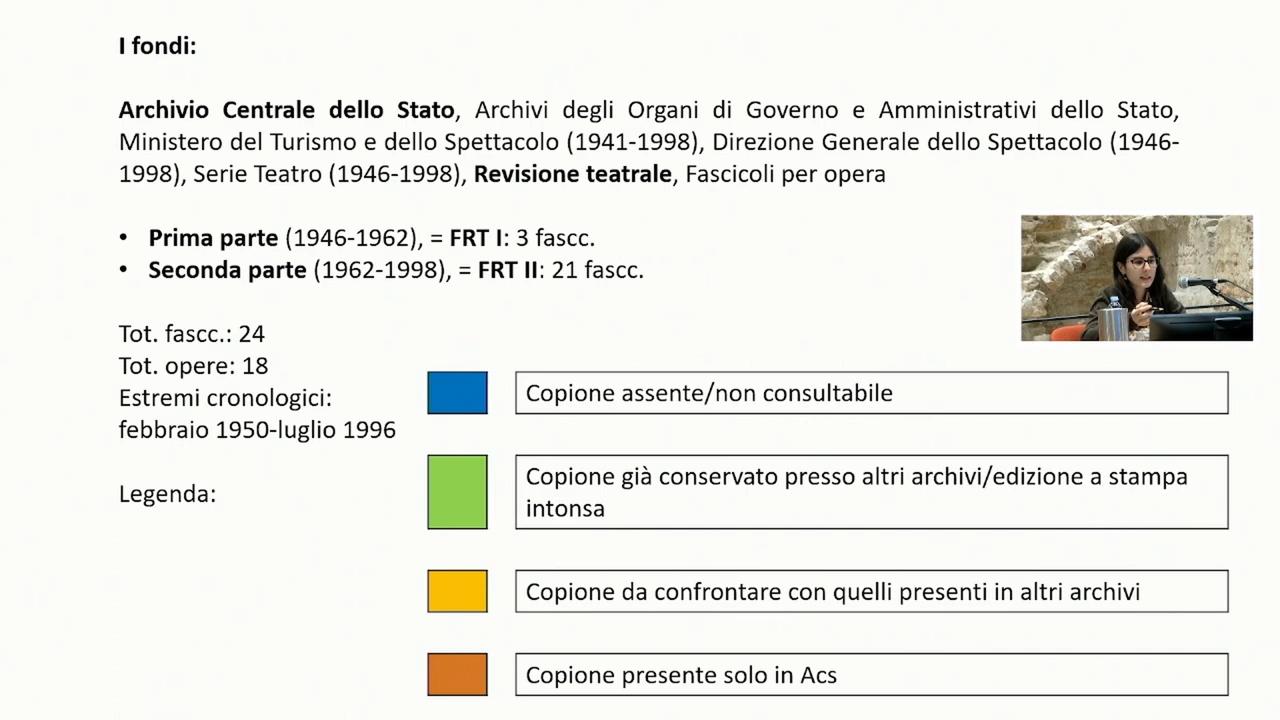 I fondi:
Archivio Centrale dello Stato, Archivi degli Organi di Governo e Amministrativi dello Stato,
Ministero del Turismo e dello Spettacolo (1941-1998), Direzione Generale dello Spettacolo (1946-
1998), Serie Teatro (1946-1998), Revisione teatrale, Fascicoli per opera
• Prima parte (1946-1962), = FRT I: 3 fascc.
• Seconda parte (1962-1998), = FRT II: 21 fascc.
Tot. fascc.: 24
Tot. opere: 18
Estremi cronologici:
febbraio 1950-luglio 1996
Legenda:
Copione assente/non consultabile
Copione già conservato presso altri archivi/edizione a stampa
intonsa
Copione da confrontare con quelli presenti in altri archivi
Copione presente solo in Acs